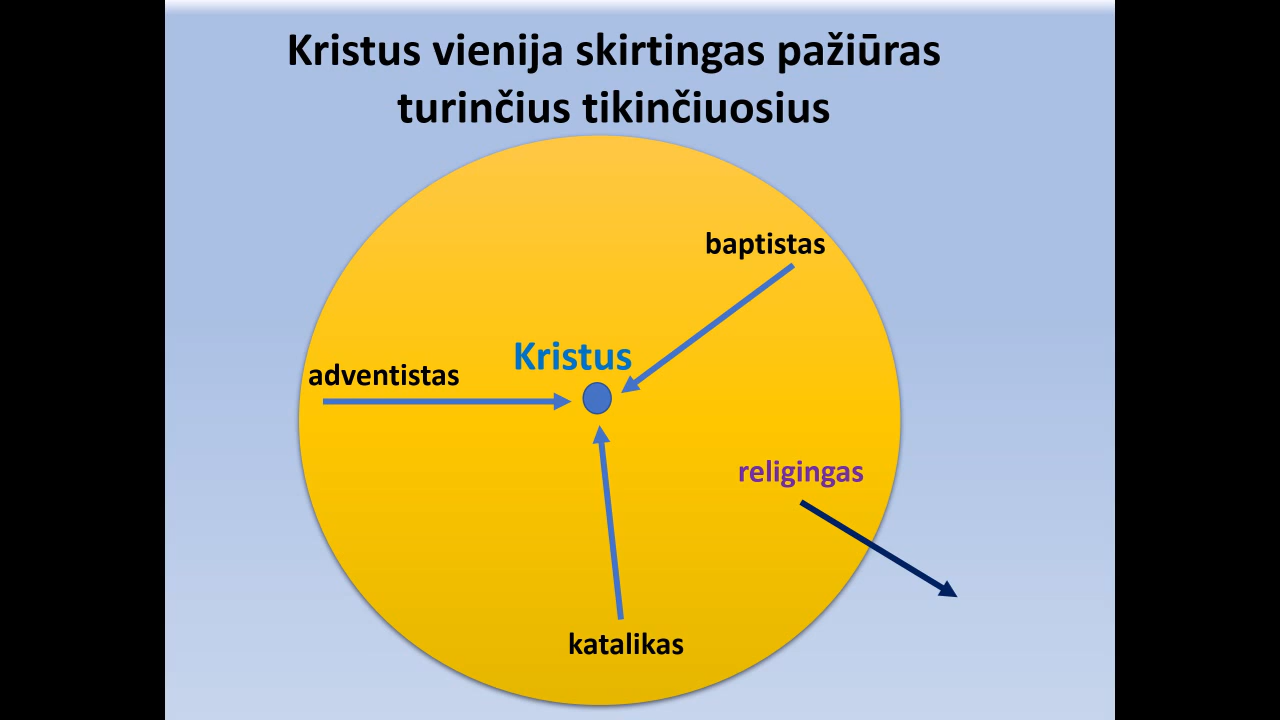 Kristus vienija skirtingas pažiūras
turinčius tikinčiuosius
baptistas
Kristus
adventistas
religingas
katalikas